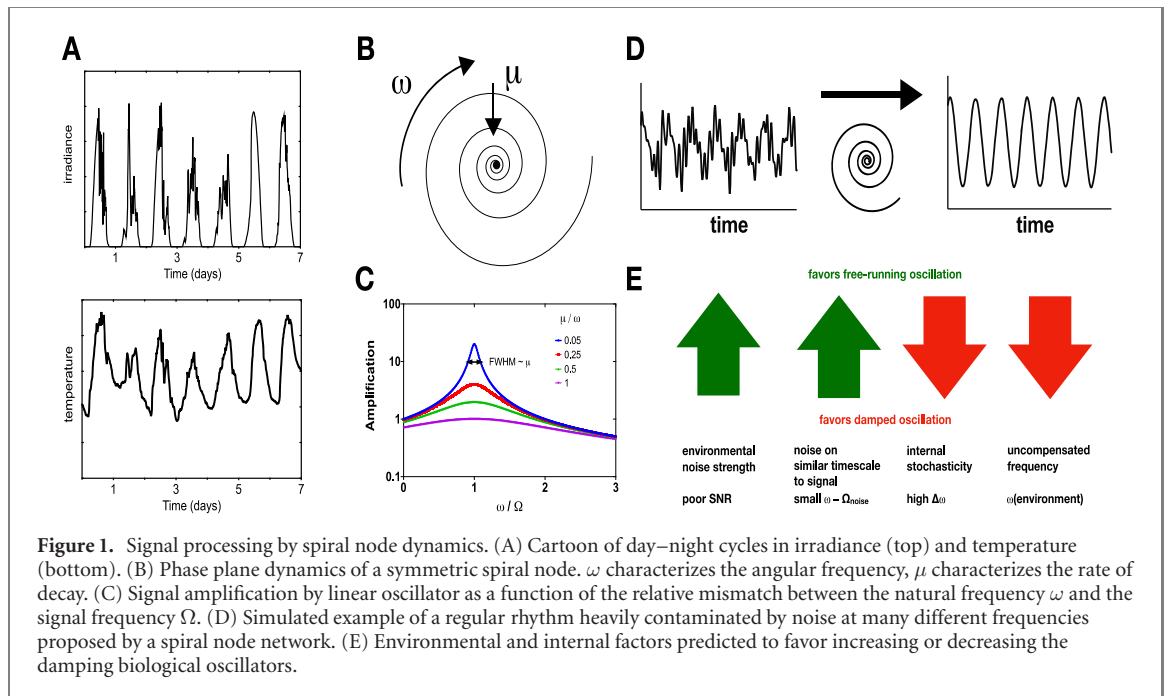 A
irradiance
1
3
5
7
Time (days)
temperature
1
3
5
7
Time (days)
B
ω
μ
C
Amplification
100
10
1
0.1
0
1
2
3
ω / Ω
FWHM ~ μ
μ / ω
0.05
0.25
0.5
1
D
time
time
E
favors free-running oscillation
favors damped oscillation
environmental
noise strength
poor SNR
noise on
similar timescale
to signal
small ω – Ωnoise
internal
stochasticity
high Δω
uncompensated
frequency
ω(environment)
Figure 1. Signal processing by spiral node dynamics. (A) Cartoon of day–night cycles in irradiance (top) and temperature
(bottom). (B) Phase plane dynamics of a symmetric spiral node. ω characterizes the angular frequency, μ characterizes the rate of
decay. (C) Signal amplification by linear oscillator as a function of the relative mismatch between the natural frequency ω and the
signal frequency Ω. (D) Simulated example of a regular rhythm heavily contaminated by noise at many different frequencies
proposed by a spiral node network. (E) Environmental and internal factors predicted to favor increasing or decreasing the
damping biological oscillators.